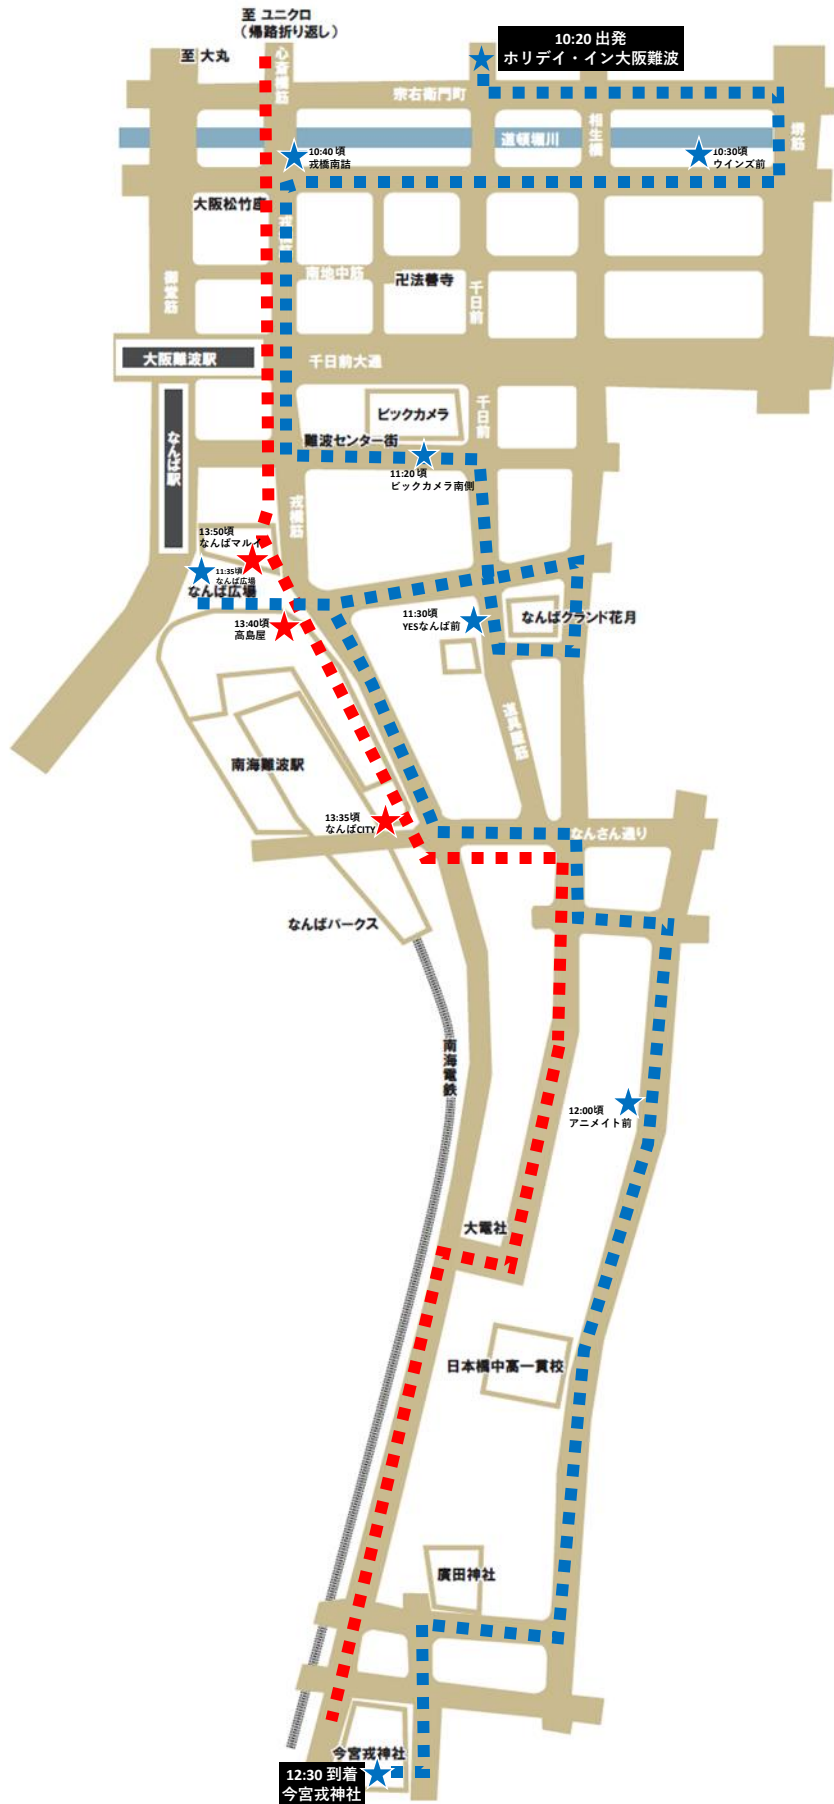 至 ユニクロ
（帰路折り返し）
至 大丸
心斎橋筋
10:20 出発
ホリデイ・イン大阪難波
宗右衛門町
道頓堀川
相生橋
堺筋
10:40 頃
戎橋南詰
10:30頃
ウインズ前
大阪松竹座
御堂筋
南地中筋
卍法善寺
千日前
大阪難波駅
千日前大通
なんば駅
ビックカメラ
千日前
難波センター街
11:20 頃
ビックカメラ南側
戎橋筋
13:50頃
なんばマルイ
11:35頃
なんば広場
なんば広場
13:40頃
高島屋
11:30頃
YESなんば前
なんばグランド花月
道具屋筋
南海難波駅
13:35頃
なんばCITY
なんさん通り
なんばパークス
南海電鉄
12:00頃
アニメイト前
大電社
日本橋中高一貫校
廣田神社
今宮戎神社
12:30 到着
今宮戎神社